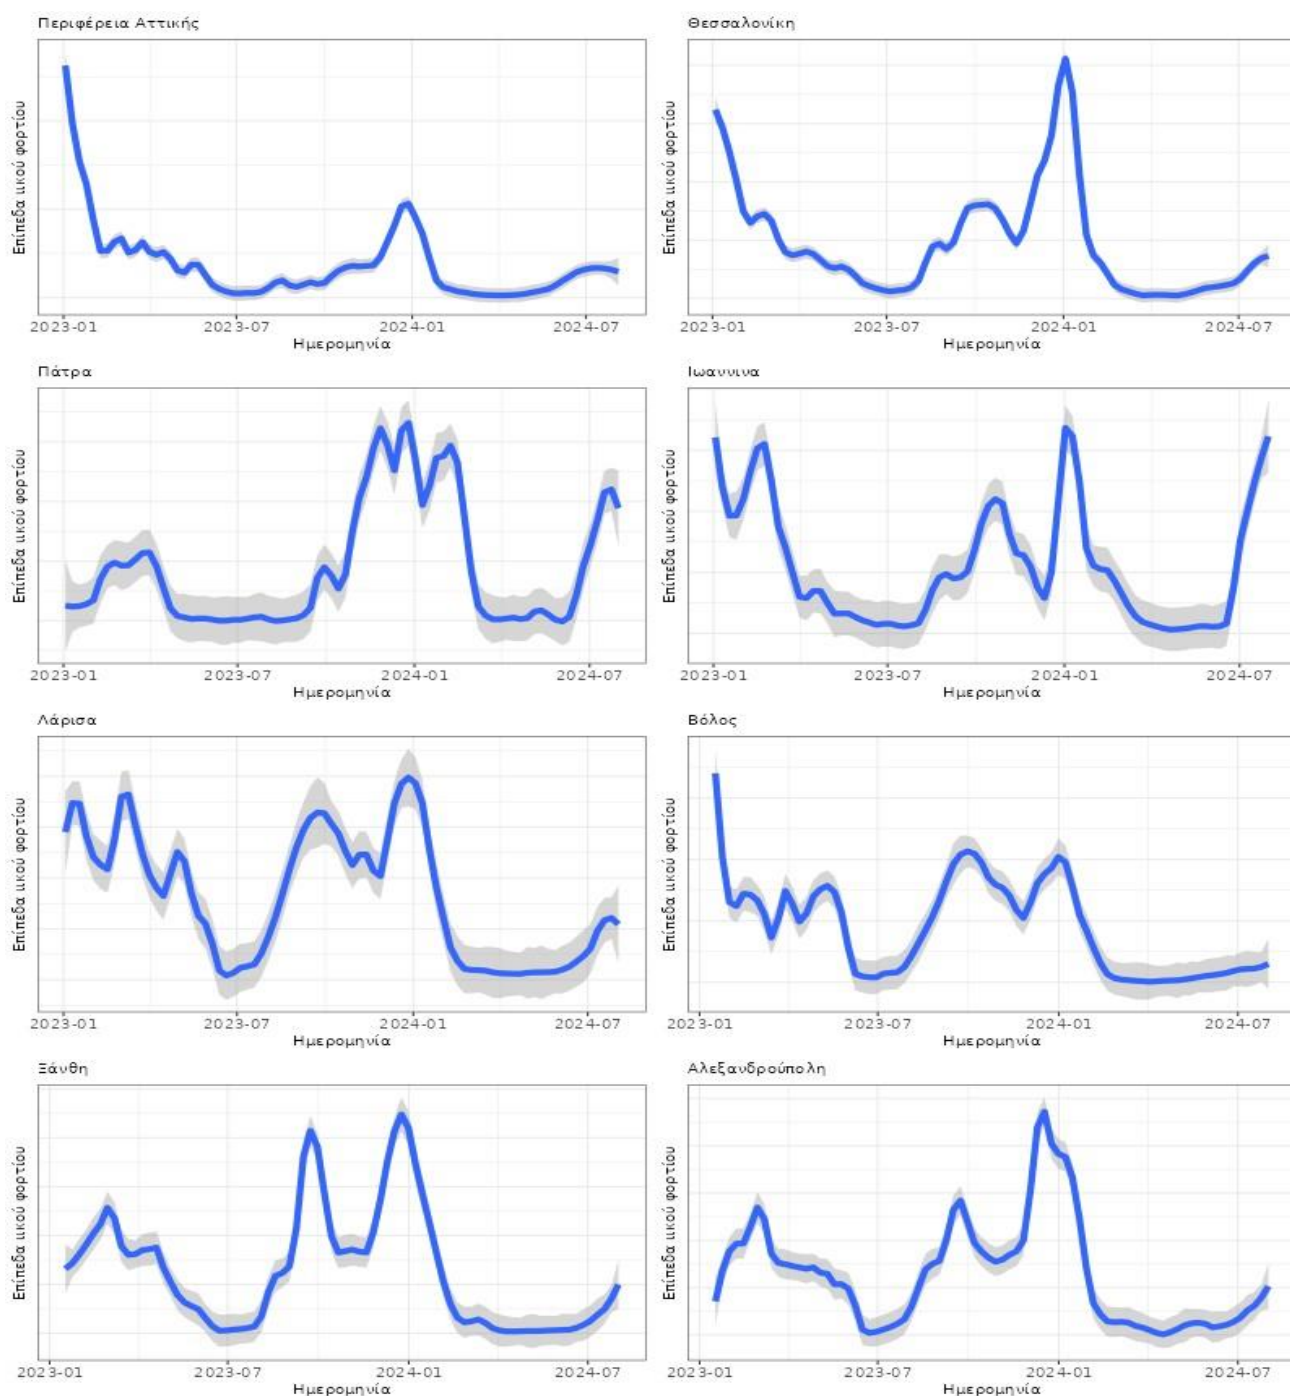 Περιφέρεια Αττικής
Επίπεδα ιικού φορτίου
2023-01 2023-07 2024-01 2024-07
Ημερομηνία
Θεσσαλονίκη
Επίπεδα ιικού φορτίου
2023-01 2023-07 2024-01 2024-07
Ημερομηνία
Πάτρα
Επίπεδα ιικού φορτίου
2023-01 2023-07 2024-01 2024-07
Ημερομηνία
Ιωαννινα
Επίπεδα ιικού φορτίου
2023-01 2023-07 2024-01 2024-07
Ημερομηνία
Λάρισα
Επίπεδα ιικού φορτίου
2023-01 2023-07 2024-01 2024-07
Ημερομηνία
Βόλος
Επίπεδα ιικού φορτίου
2023-01 2023-07 2024-01 2024-07
Ημερομηνία
Ξάνθη
Επίπεδα ιικού φορτίου
2023-01 2023-07 2024-01 2024-07
Ημερομηνία
Αλεξανδρούπολη
Επίπεδα ιικού φορτίου
2023-01 2023-07 2024-01 2024-07
Ημερομηνία